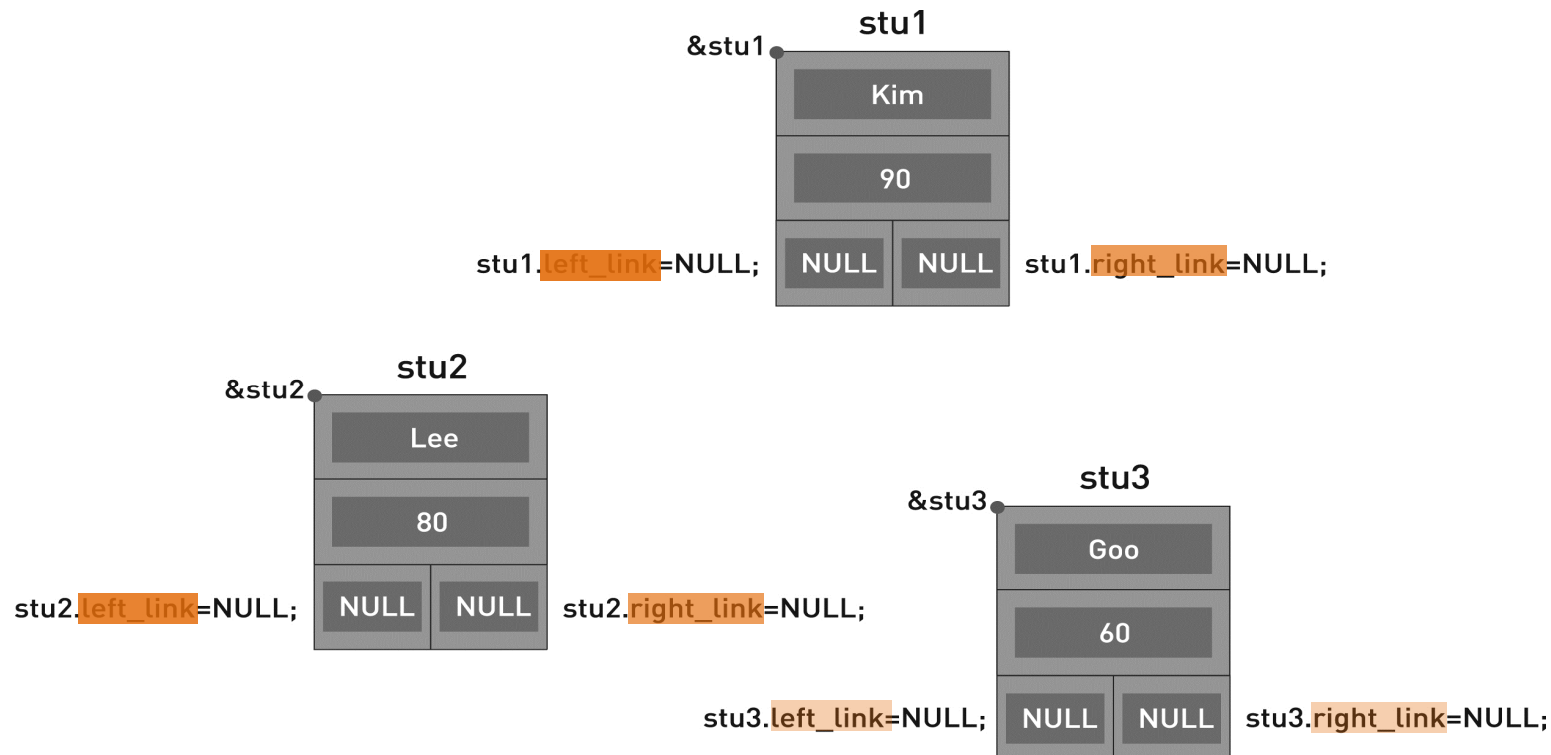 stu1
&stu1
Kim
90
stu1.left_link=NULL;
NULL
NULL
stu1.right_link=NULL;
stu2
&stu2
Lee
80
stu2.left_link=NULL;
NULL
NULL
stu2.right_link=NULL;
stu3
&stu3
Goo
60
stu3.left_link=NULL;
NULL
NULL
stu3.right_link=NULL;